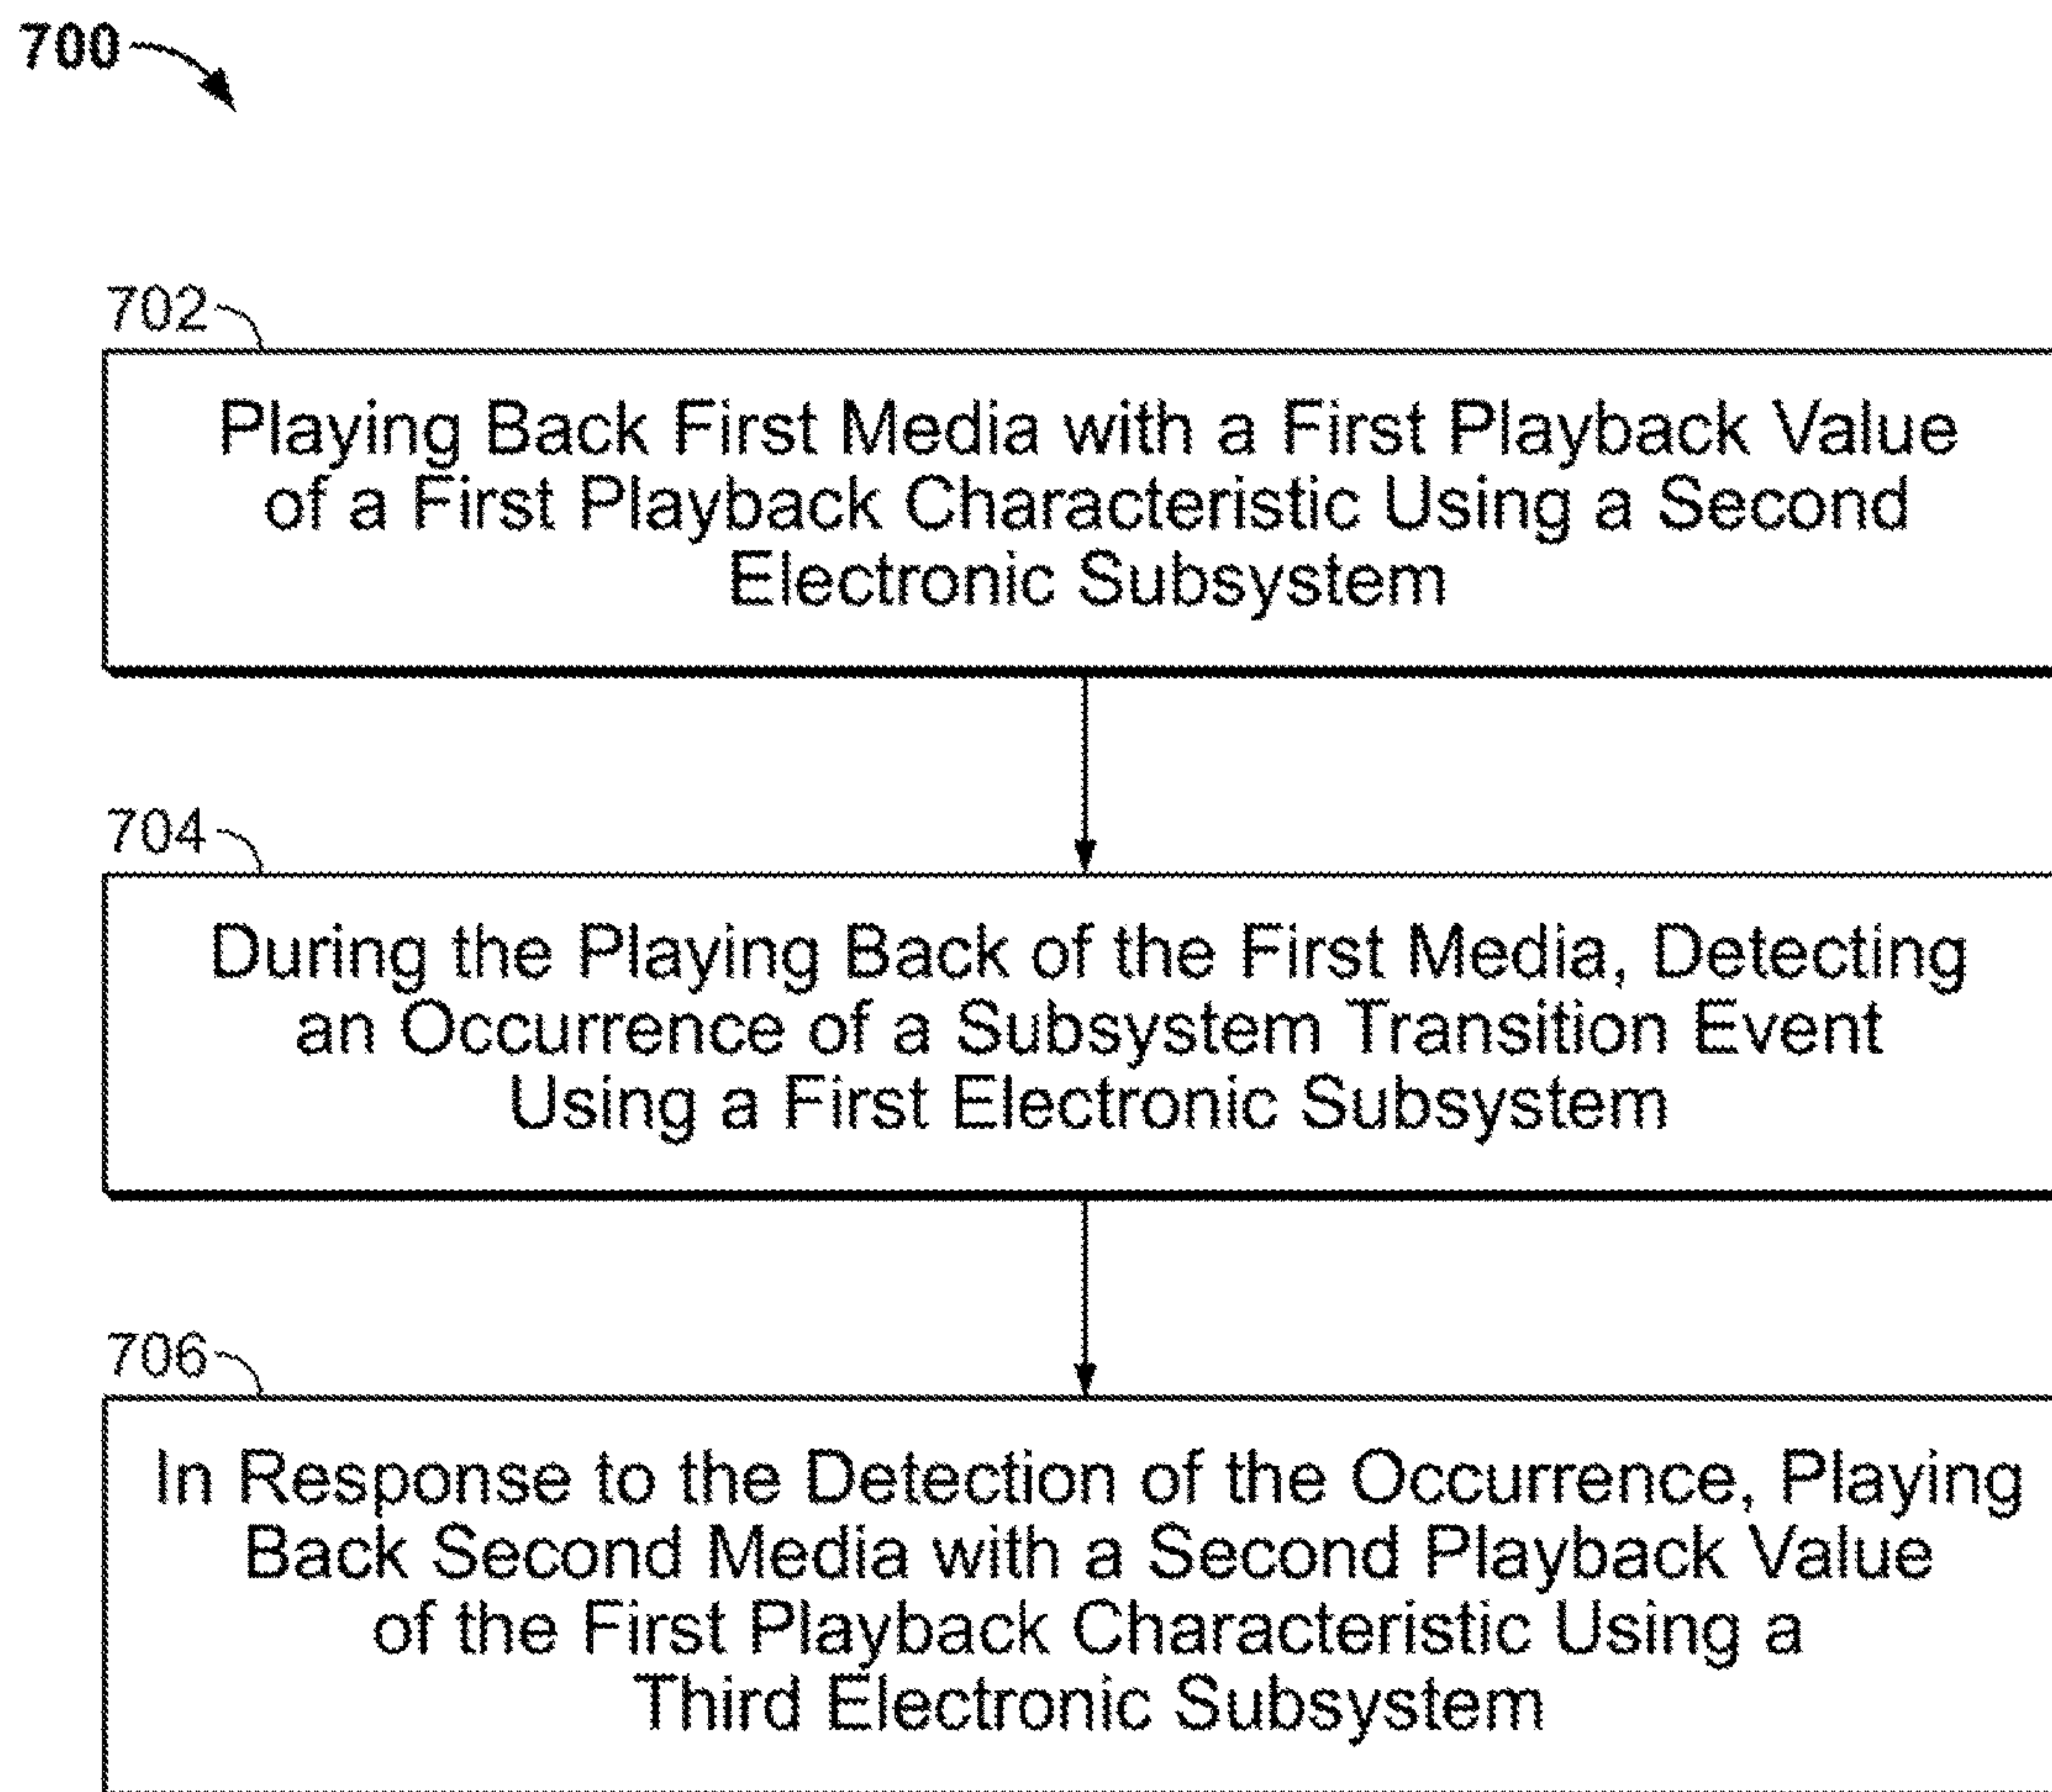 700
702
Playing Back First Media with a First Playback Value
of a First Playback Characteristic Using a Second
Electronic Subsystem
704
During the Playing Back of the First Media, Detecting
an Occurrence of a Subsystem Transition Event
Using a First Electronic Subsystem
706
In Response to the Detection of the Occurrence, Playing
Back Second Media with a Second Playback Value
of the First Playback Characteristic Using a
Third Electronic Subsystem